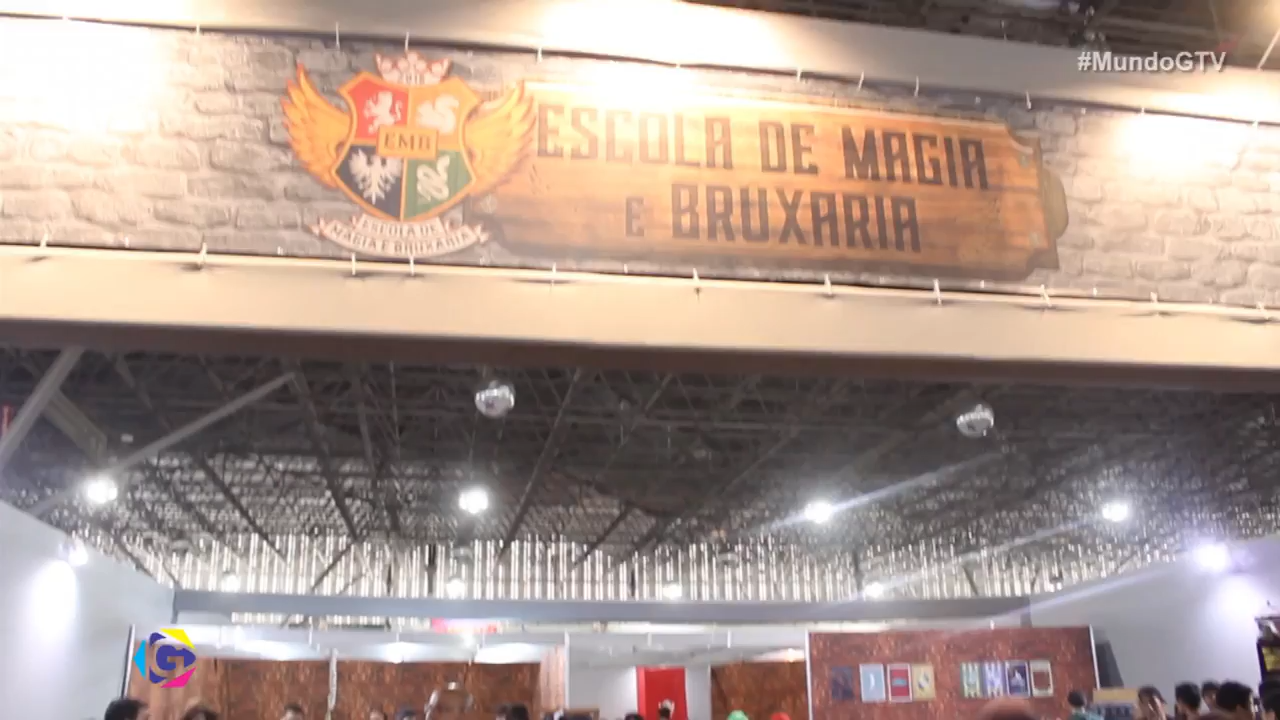 #MundoGTV
EMB
ESCOLA DE MAGIA
E BRUXARIA
ESCOLA DE
MAGIA E BRUXARIA
G